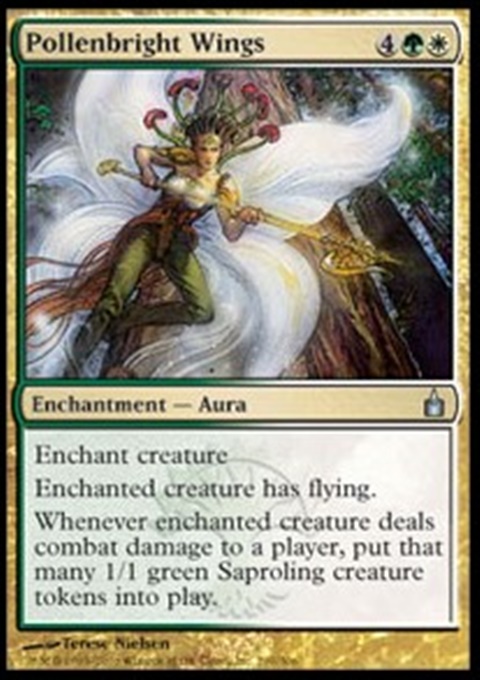 Pollenbright Wings 4
Enchantment — Aura
Enchant creature
Enchanted creature has flying.
Whenever enchanted creature deals
combat damage to a player, put that
many 1/1 green Saproling creature
tokens into play.
Terese Nielsen